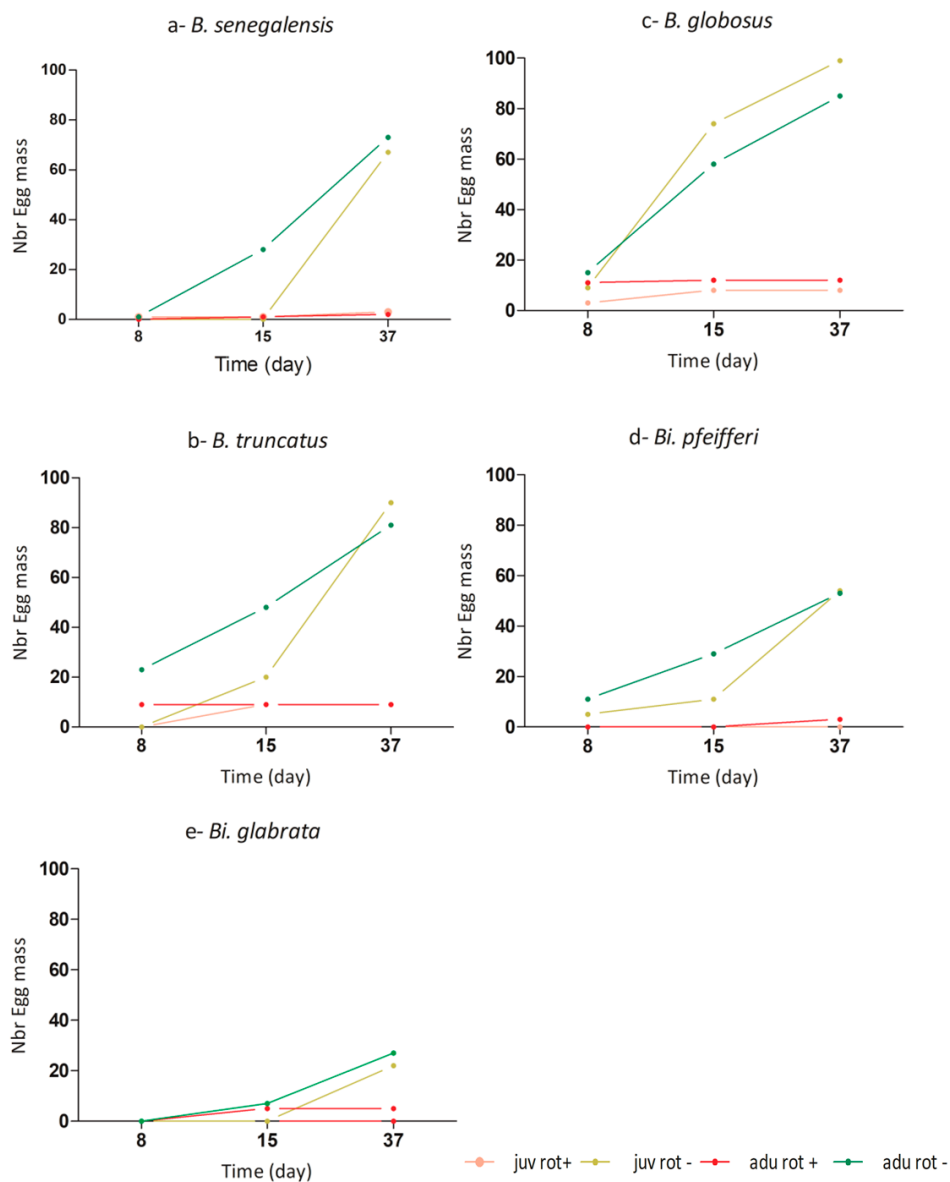 a- B. senegalensis
100
80
60
40
20
0
Nbr Egg mass
8 15 37
Time (day)
c- B. globosus
100
80
60
40
20
0
Nbr Egg mass
8 15 37
Time (day)
b- B. truncatus
100
80
60
40
20
0
Nbr Egg mass
8 15 37
Time (day)
d- Bi. pfeifferi
100
80
60
40
20
0
Nbr Egg mass
8 15 37
Time (day)
e- Bi. glabrata
100
80
60
40
20
0
Nbr Egg mass
8 15 37
Time (day)
juv rot+ juv rot - adu rot + adu rot -